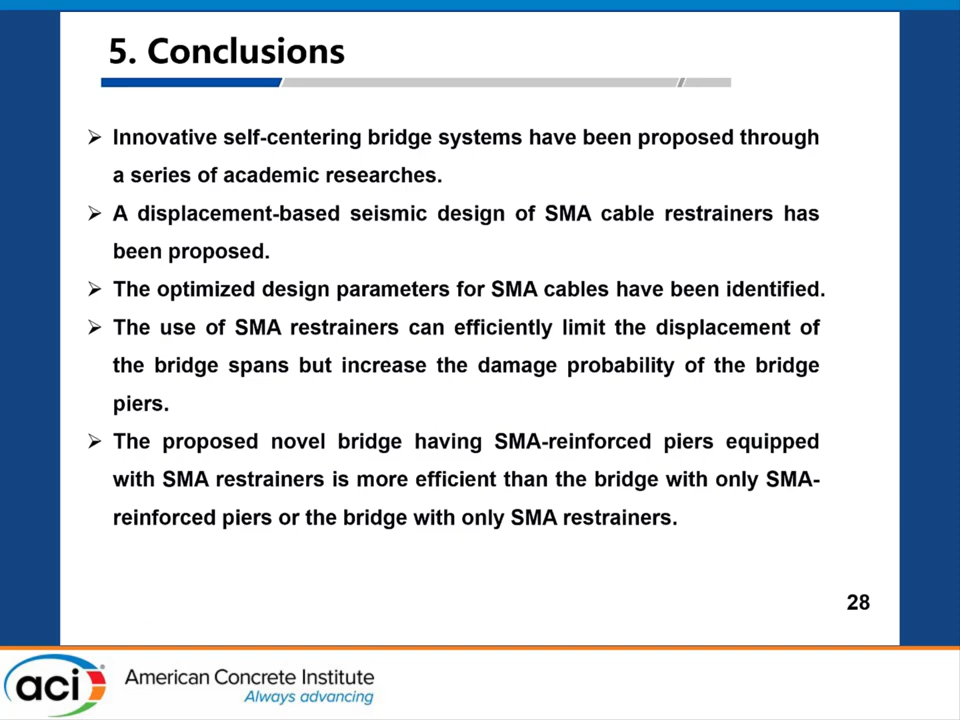 5. Conclusions
➢ Innovative self-centering bridge systems have been proposed through
a series of academic researches.
➢ A displacement-based seismic design of SMA cable restrainers has
been proposed.
➢ The optimized design parameters for SMA cables have been identified.
➢ The use of SMA restrainers can efficiently limit the displacement of
the bridge spans but increase the damage probability of the bridge
piers.
➢ The proposed novel bridge having SMA-reinforced piers equipped
with SMA restrainers is more efficient than the bridge with only SMA-
reinforced piers or the bridge with only SMA restrainers.
28
aci
American Concrete Institute
Always advancing